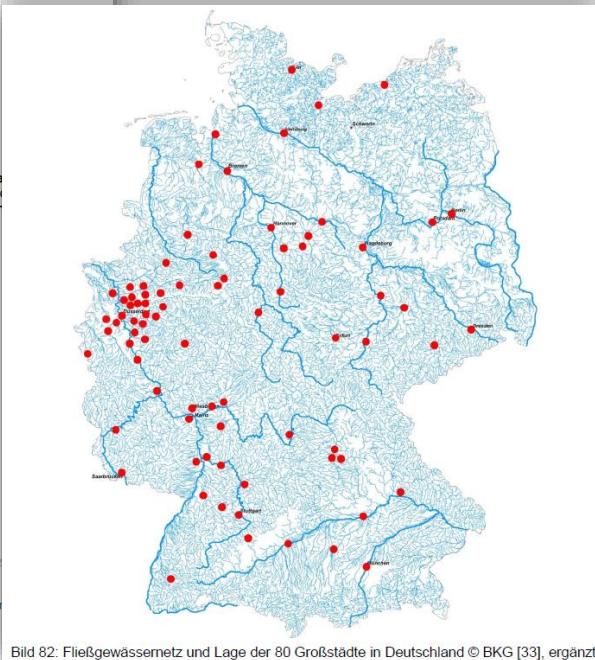 Kiel
Schwerin
Hamburg
Bremen
Berlin
Potsdam
Hannover
Magdeburg
Düsseldorf
Dresden
Erfurt
Wiesbaden
Mainz
Saarbrücken
Stuttgart
München
Bild 82: Fließgewässernetz und Lage der 80 Großstädte in Deutschland © BKG [33], ergänzt